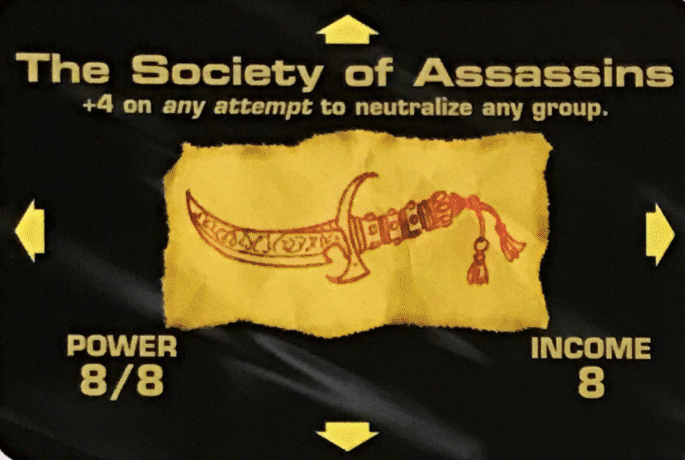 The Society of Assassins
+4 on any attempt to neutralize any group.
POWER
8/8
INCOME
8